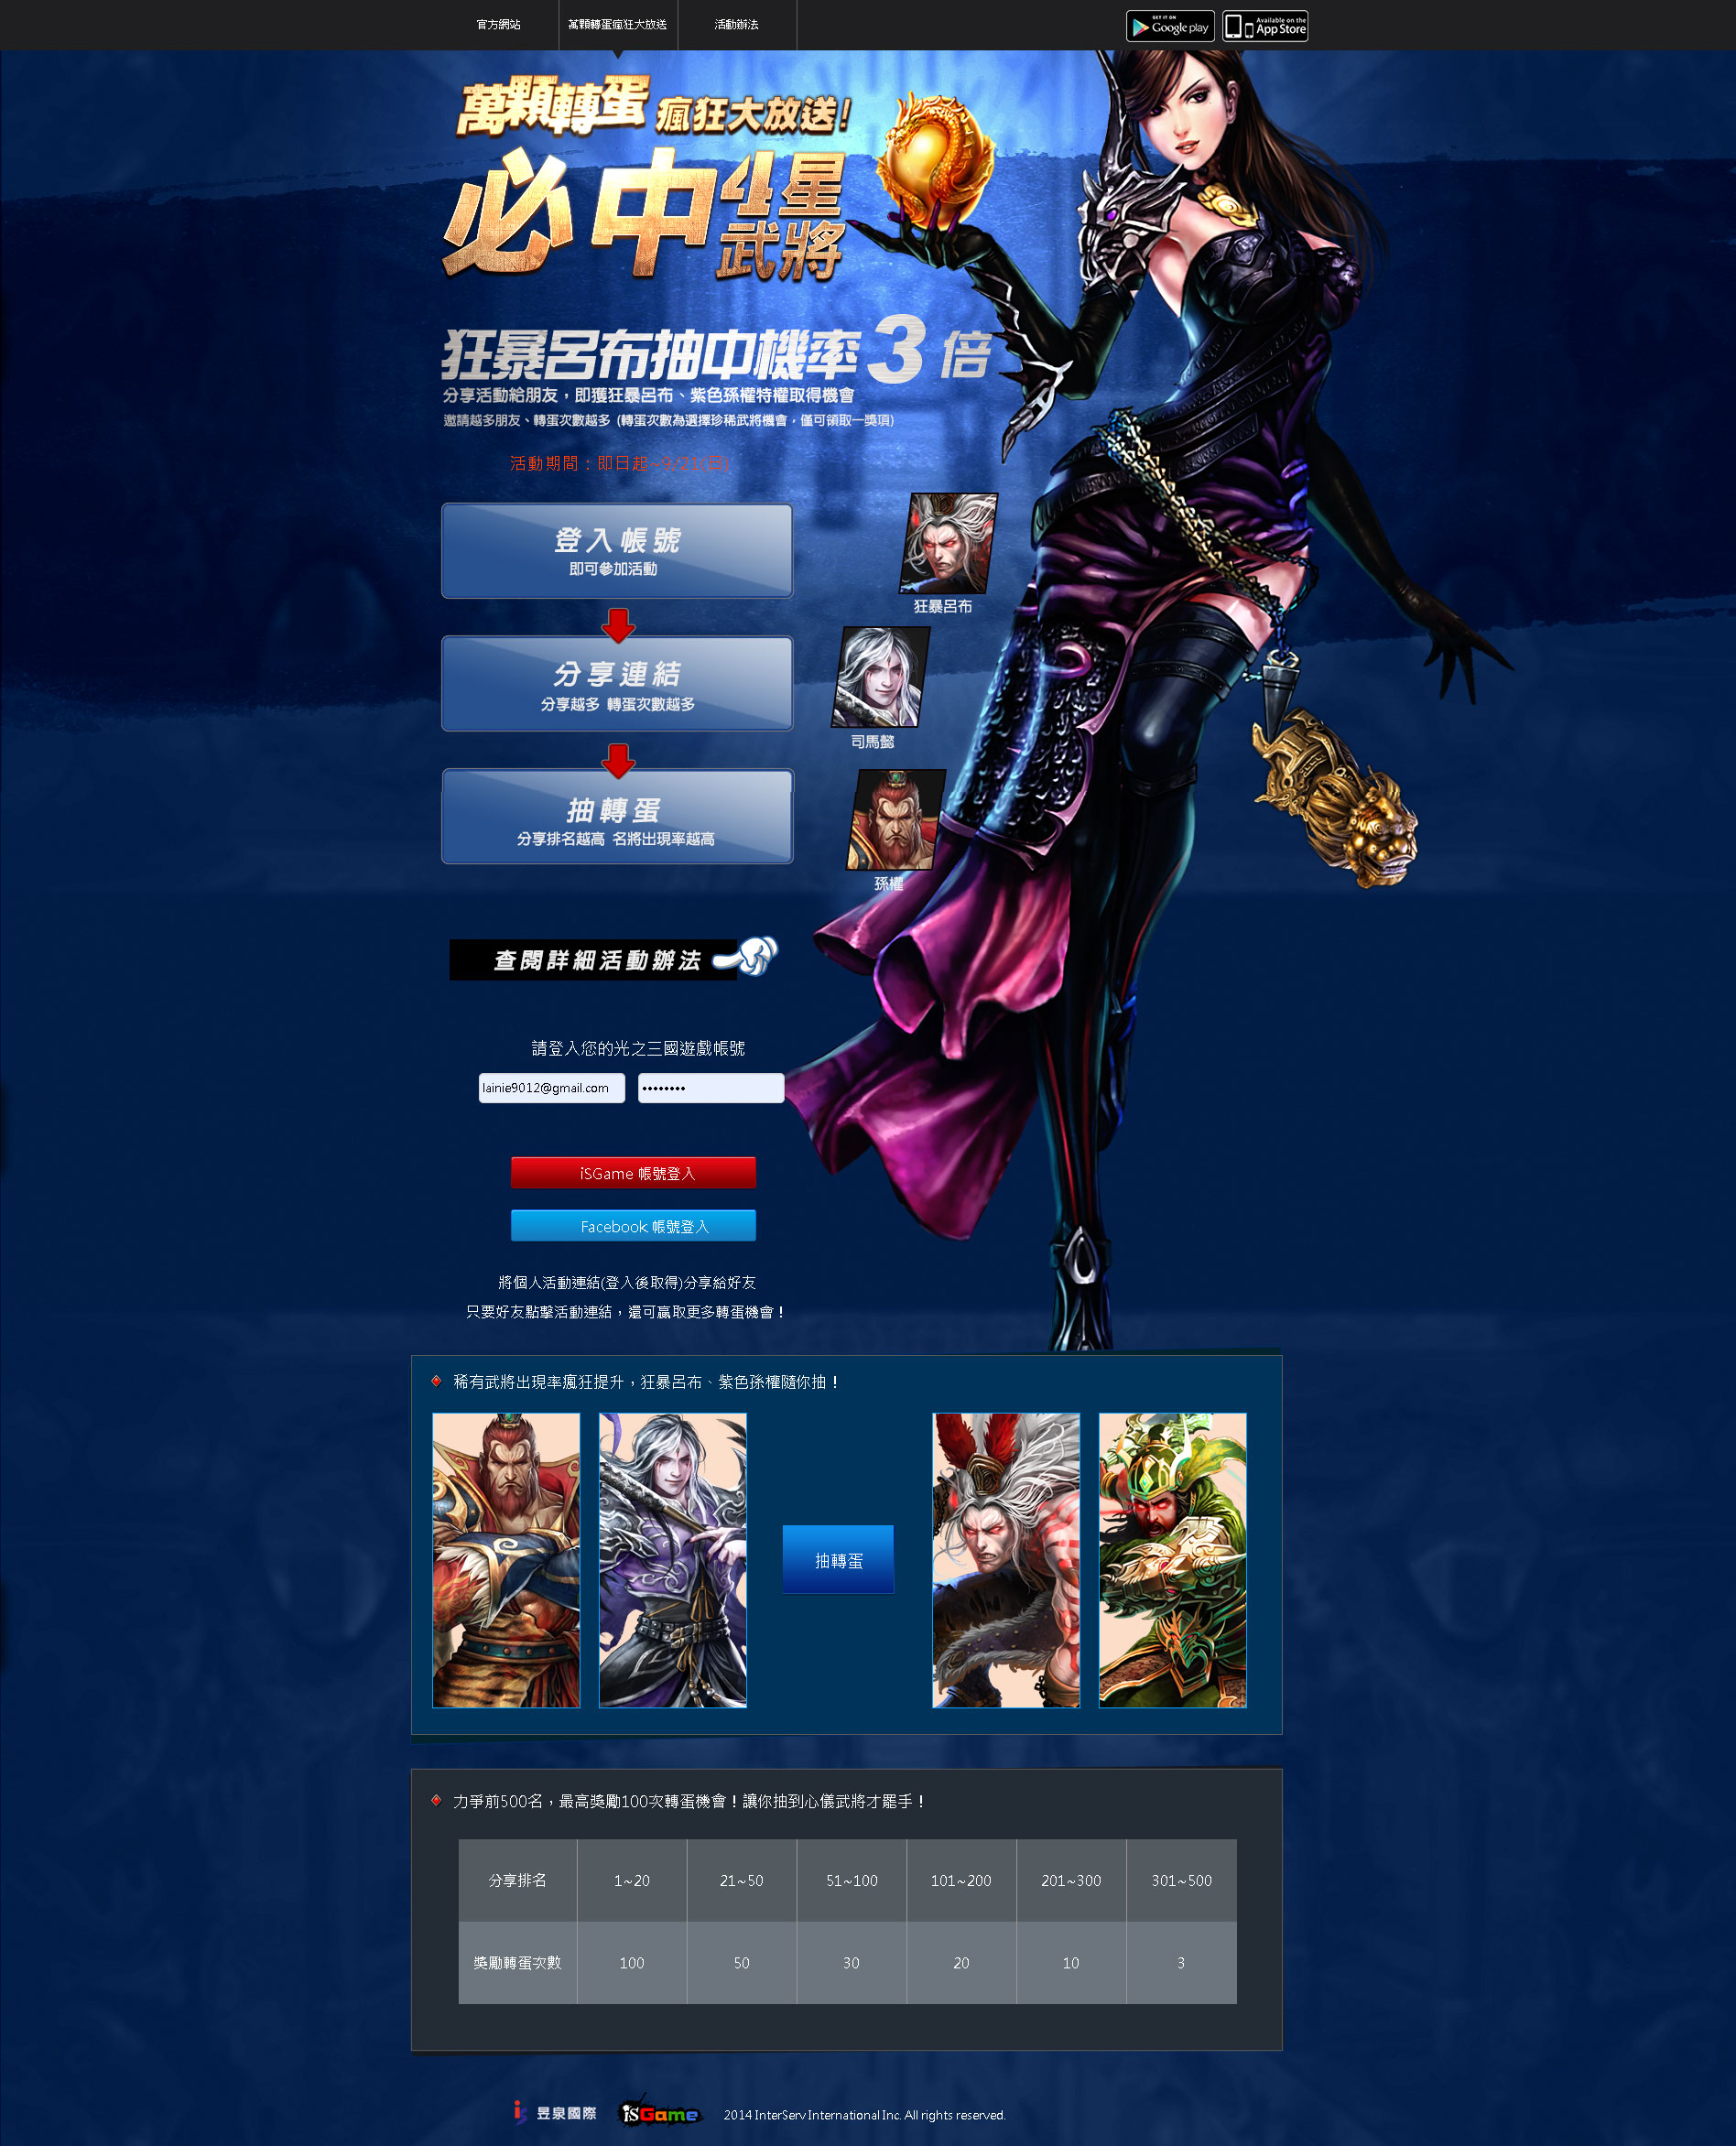 官方網站
萬顆轉蛋瘋狂大放送
活動辦法
GET IT ON
Google play
Available on the
App Store
萬顆轉蛋 瘋狂大放送!
必中4星武將
狂暴呂布抽中機率3倍
分享活動給朋友，即獲狂暴呂布、紫色孫權特權取得機會
邀請越多朋友、轉蛋次數越多 (轉蛋次數為選擇珍稀武將機會，僅可領取一獎項)
活動期間：即日起~9/21(日)
登入帳號
即可參加活動
狂暴呂布
分享連結
分享越多 轉蛋次數越多
司馬懿
抽轉蛋
分享排名越高 名將出現率越高
孫權
查閱詳細活動辦法
請登入您的光之三國遊戲帳號
lainie9012@gmail.com ••••••••
iSGame 帳號登入
Facebook 帳號登入
將個人活動連結(登入後取得)分享給好友
只要好友點擊活動連結，還可贏取更多轉蛋機會！
稀有武將出現率瘋狂提升，狂暴呂布、紫色孫權隨你抽！
抽轉蛋
力爭前500名，最高獎勵100次轉蛋機會！讓你抽到心儀武將才罷手！
分享排名 1~20 21~50 51~100 101~200 201~300 301~500
獎勵轉蛋次數 100 50 30 20 10 3
is 昱泉國際 iSGame 2014 InterServ International Inc. All rights reserved.